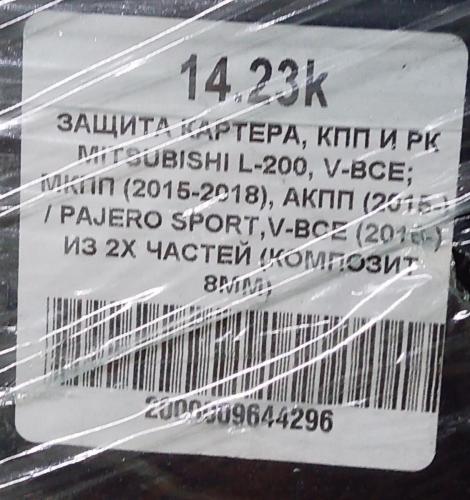 14.23k
ЗАЩИТА КАРТЕРА, КПП И РК
MITSUBISHI L-200, V-ВСЕ;
МКПП (2015-2018), АКПП (2015-)
/ PAJERO SPORT,V-ВСЕ (2016-)
ИЗ 2Х ЧАСТЕЙ (КОМПОЗИТ
8ММ)
2000009644296